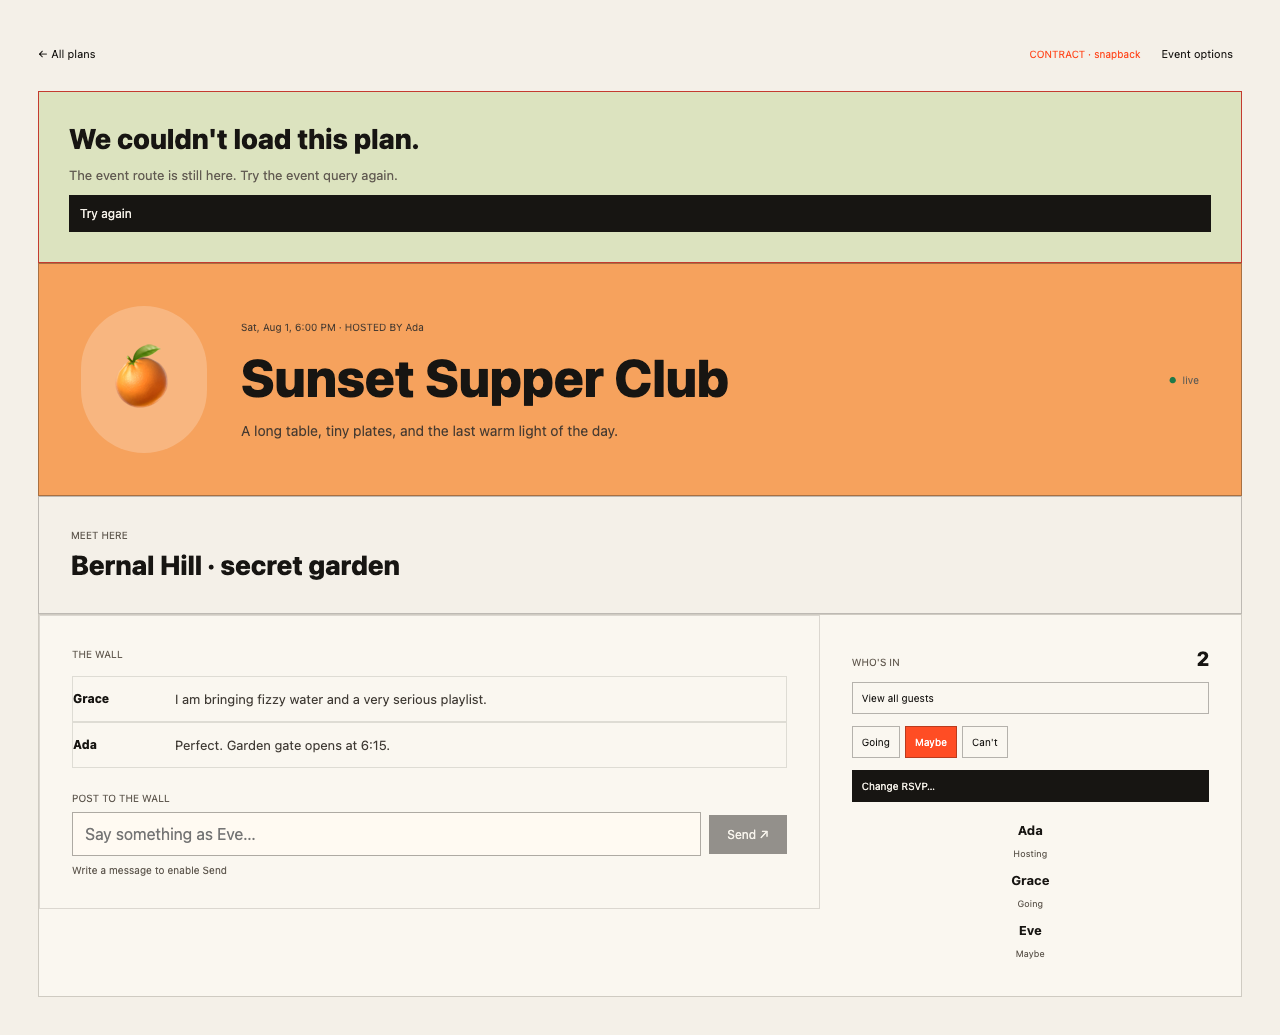 ← All plans
CONTRACT · snapback
Event options
We couldn't load this plan.
The event route is still here. Try the event query again.
Try again
Sat, Aug 1, 6:00 PM · HOSTED BY Ada
Sunset Supper Club
A long table, tiny plates, and the last warm light of the day.
live
MEET HERE
Bernal Hill · secret garden
THE WALL
Grace I am bringing fizzy water and a very serious playlist.
Ada Perfect. Garden gate opens at 6:15.
POST TO THE WALL
Say something as Eve...
Send ↗
Write a message to enable Send
WHO'S IN 2
View all guests
Going Maybe Can't
Change RSVP...
Ada
Hosting
Grace
Going
Eve
Maybe